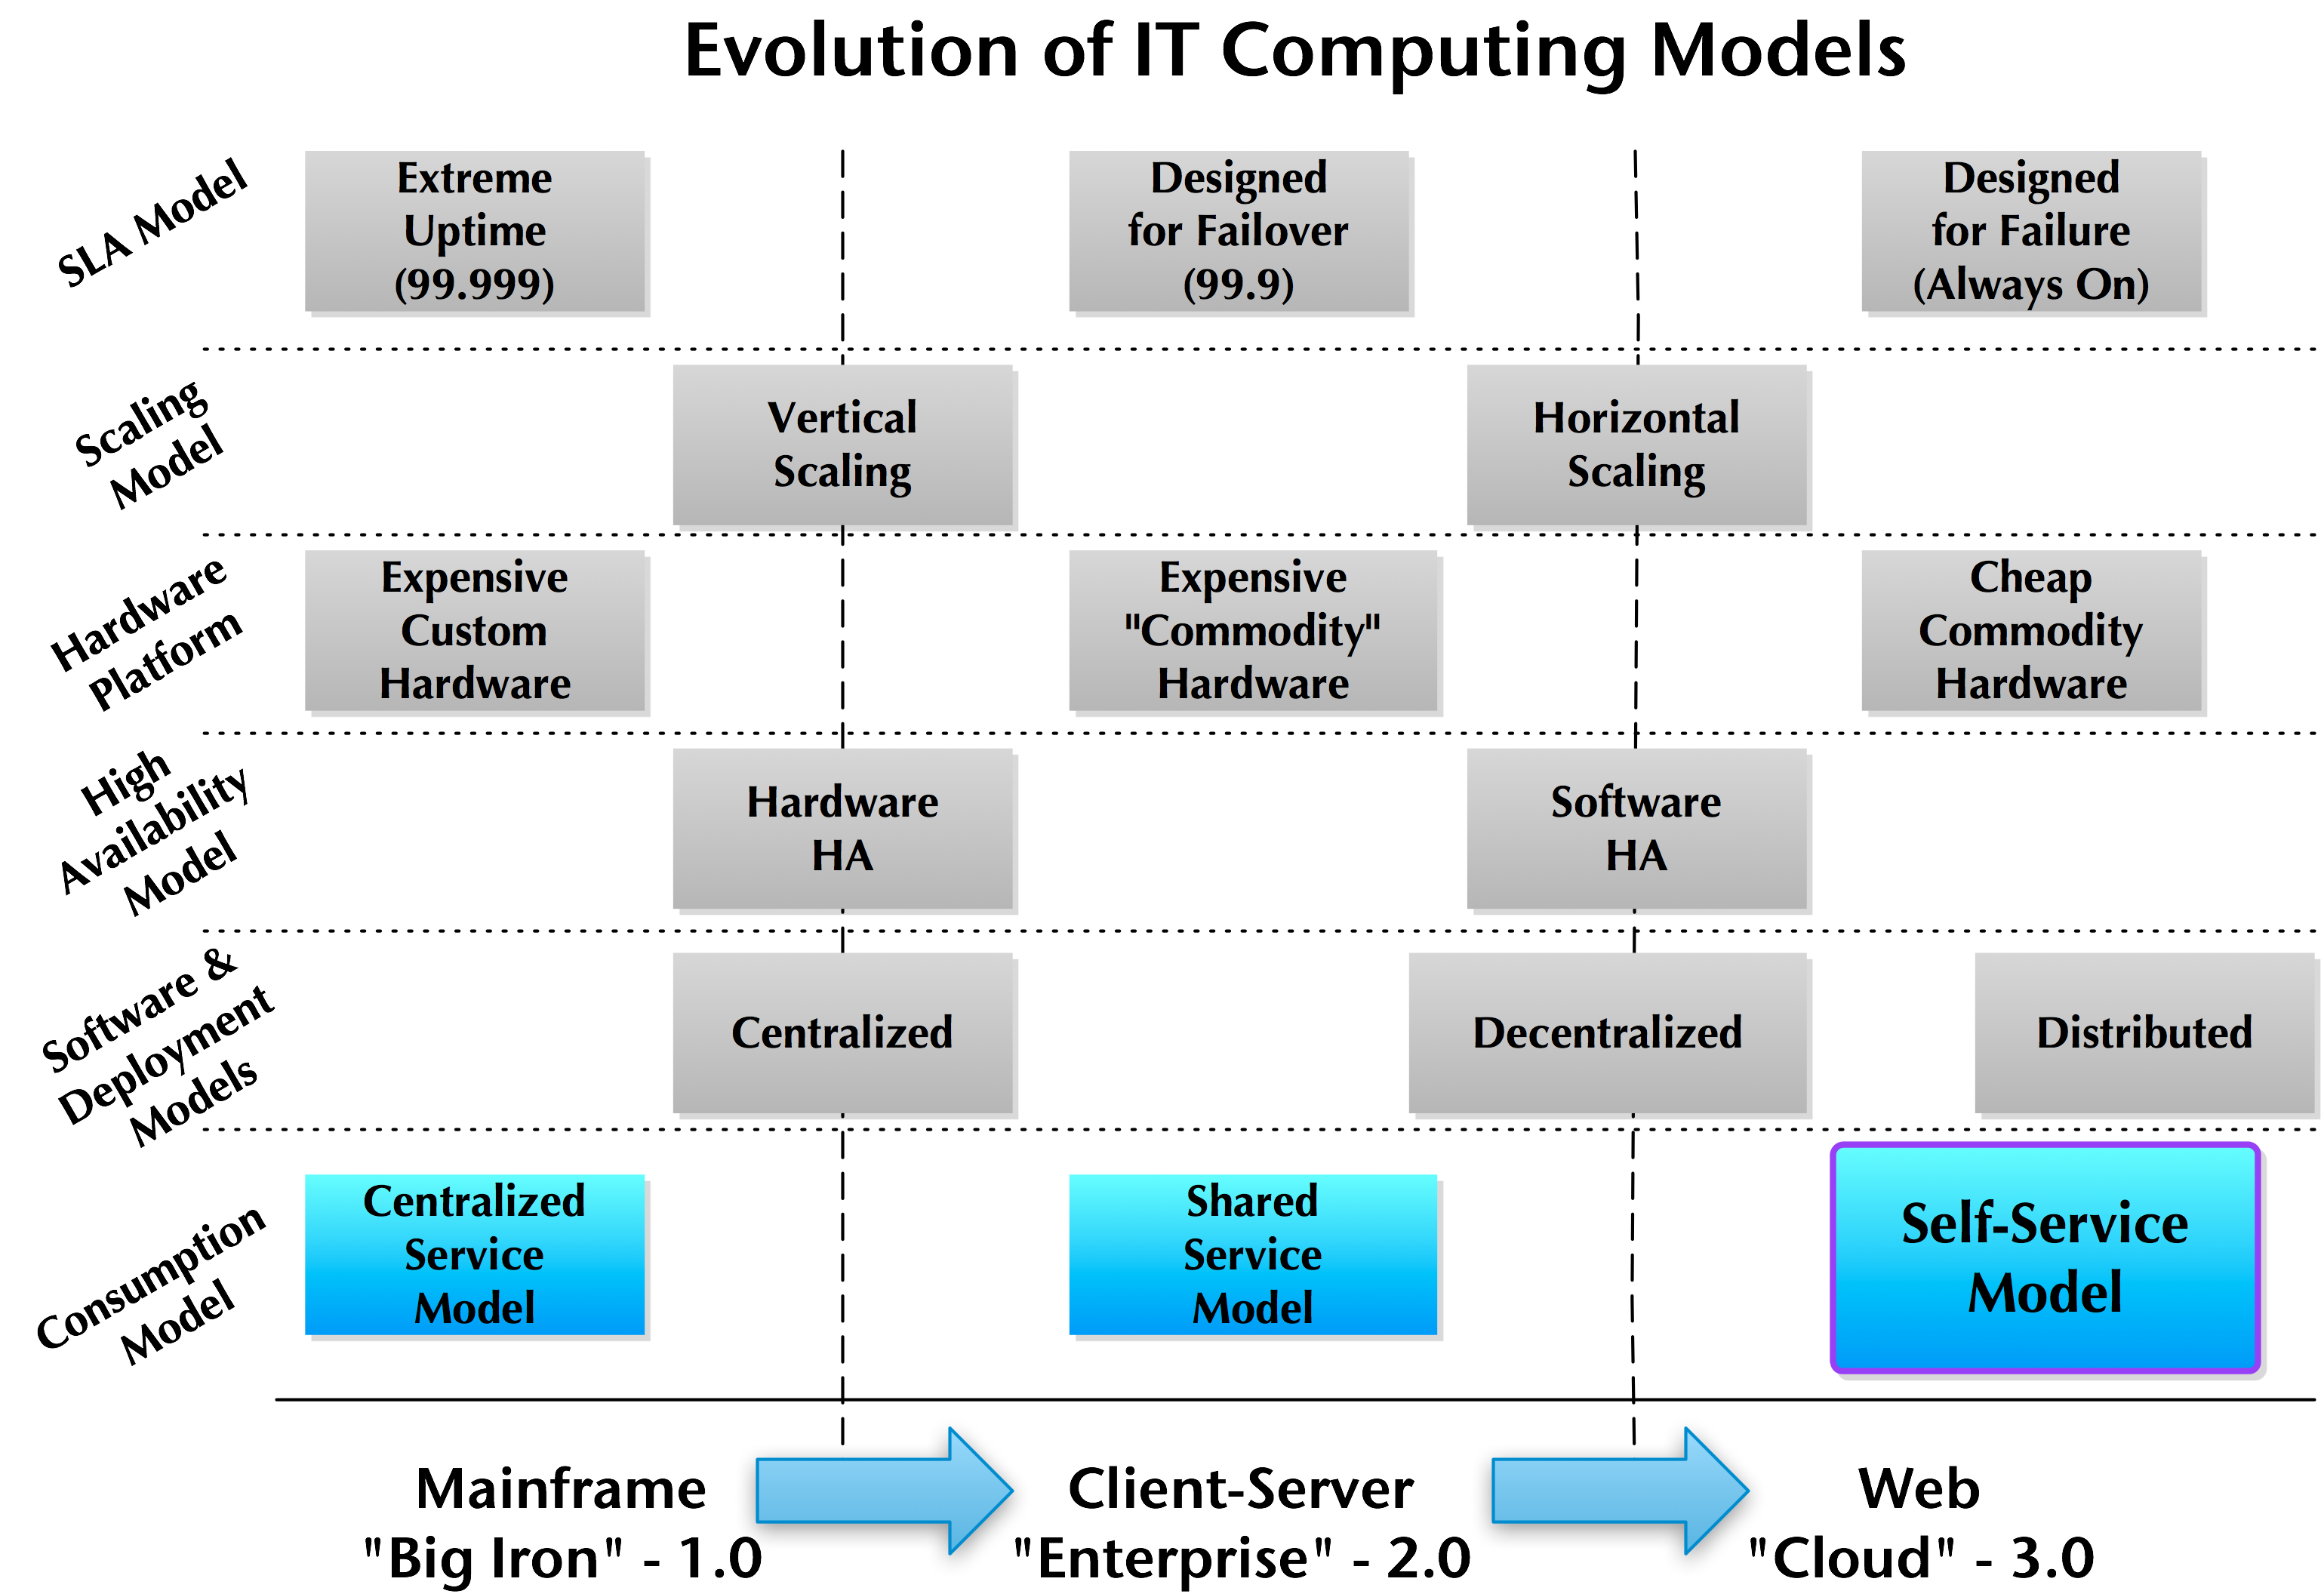 Evolution of IT Computing Models
SLA Model
Extreme
Uptime
(99.999)
Designed
for Failover
(99.9)
Designed
for Failure
(Always On)
Scaling
Model
Vertical
Scaling
Horizontal
Scaling
Hardware
Platform
Expensive
Custom
Hardware
Expensive
"Commodity"
Hardware
Cheap
Commodity
Hardware
High
Availability
Model
Hardware
HA
Software
HA
Software &
Deployment
Models
Centralized
Decentralized
Distributed
Consumption
Model
Centralized
Service
Model
Shared
Service
Model
Self-Service
Model
Mainframe
"Big Iron" - 1.0
Client-Server
"Enterprise" - 2.0
Web
"Cloud" - 3.0